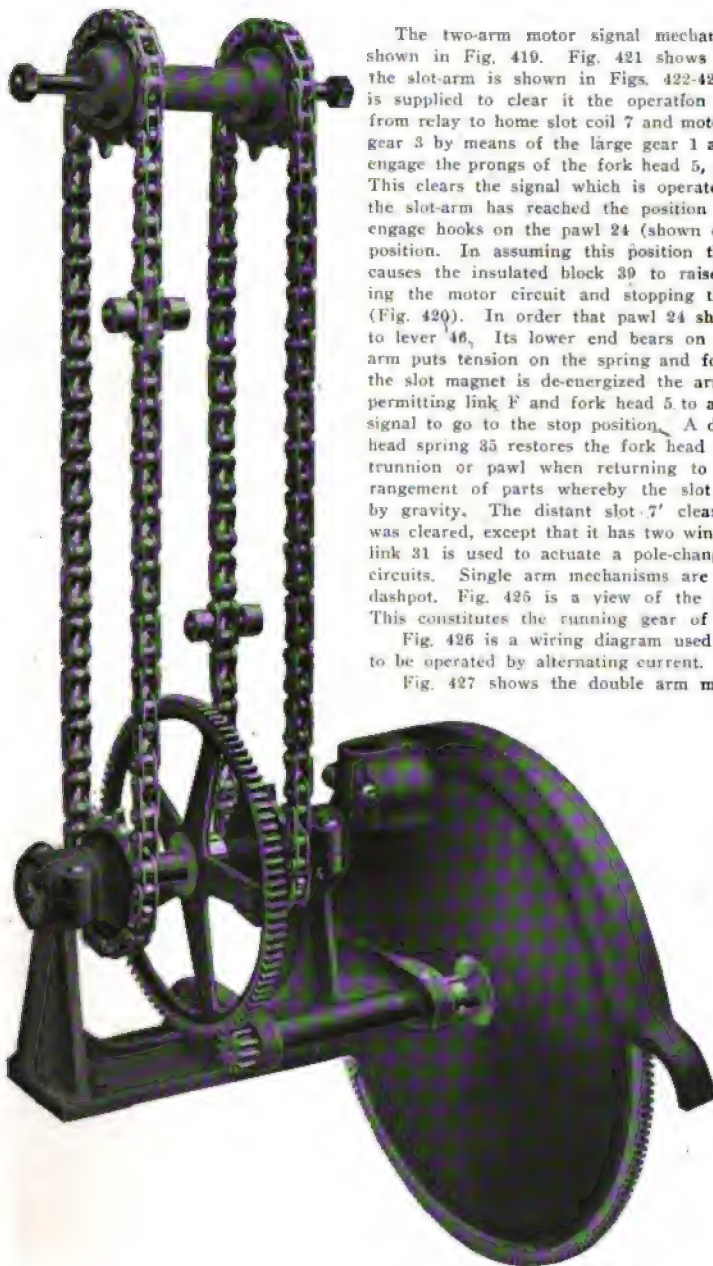 The two-arm motor signal mechan
shown in Fig. 419. Fig. 421 shows
the slot-arm is shown in Figs. 422-42
is supplied to clear it the operation
from relay to home slot coil 7 and moto
gear 3 by means of the large gear 1 a
engage the prongs of the fork head 5,
This clears the signal which is operate
the slot-arm has reached the position
engage hooks on the pawl 24 (shown
position. In assuming this position t
causes the insulated block 39 to raise
ing the motor circuit and stopping t
(Fig. 420). In order that pawl 24 sh
to lever 46. Its lower end bears on
arm puts tension on the spring and fo
the slot magnet is de-energized the ar
permitting link F and fork head 5 to a
signal to go to the stop position. A d
head spring 35 restores the fork head
trunnion or pawl when returning to
rangement of parts whereby the slot
by gravity. The distant slot 7' clear
was cleared, except that it has two win
link 31 is used to actuate a pole-chang
circuits. Single arm mechanisms are
dashpot. Fig. 425 is a view of the
This constitutes the running gear of
Fig. 426 is a wiring diagram used
to be operated by alternating current.
Fig. 427 shows the double arm m